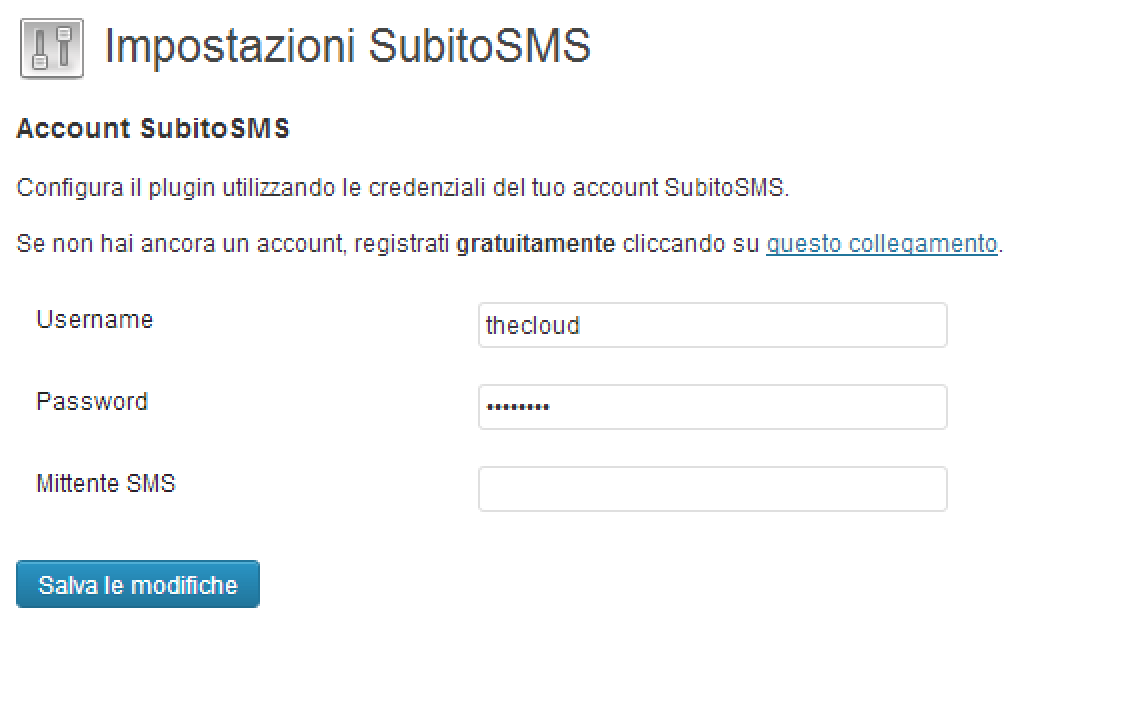 Impostazioni SubitoSMS
Account SubitoSMS
Configura il plugin utilizzando le credenziali del tuo account SubitoSMS.
Se non hai ancora un account, registrati gratuitamente cliccando su questo collegamento.
Username
thecloud
Password
••••••••
Mittente SMS
Salva le modifiche